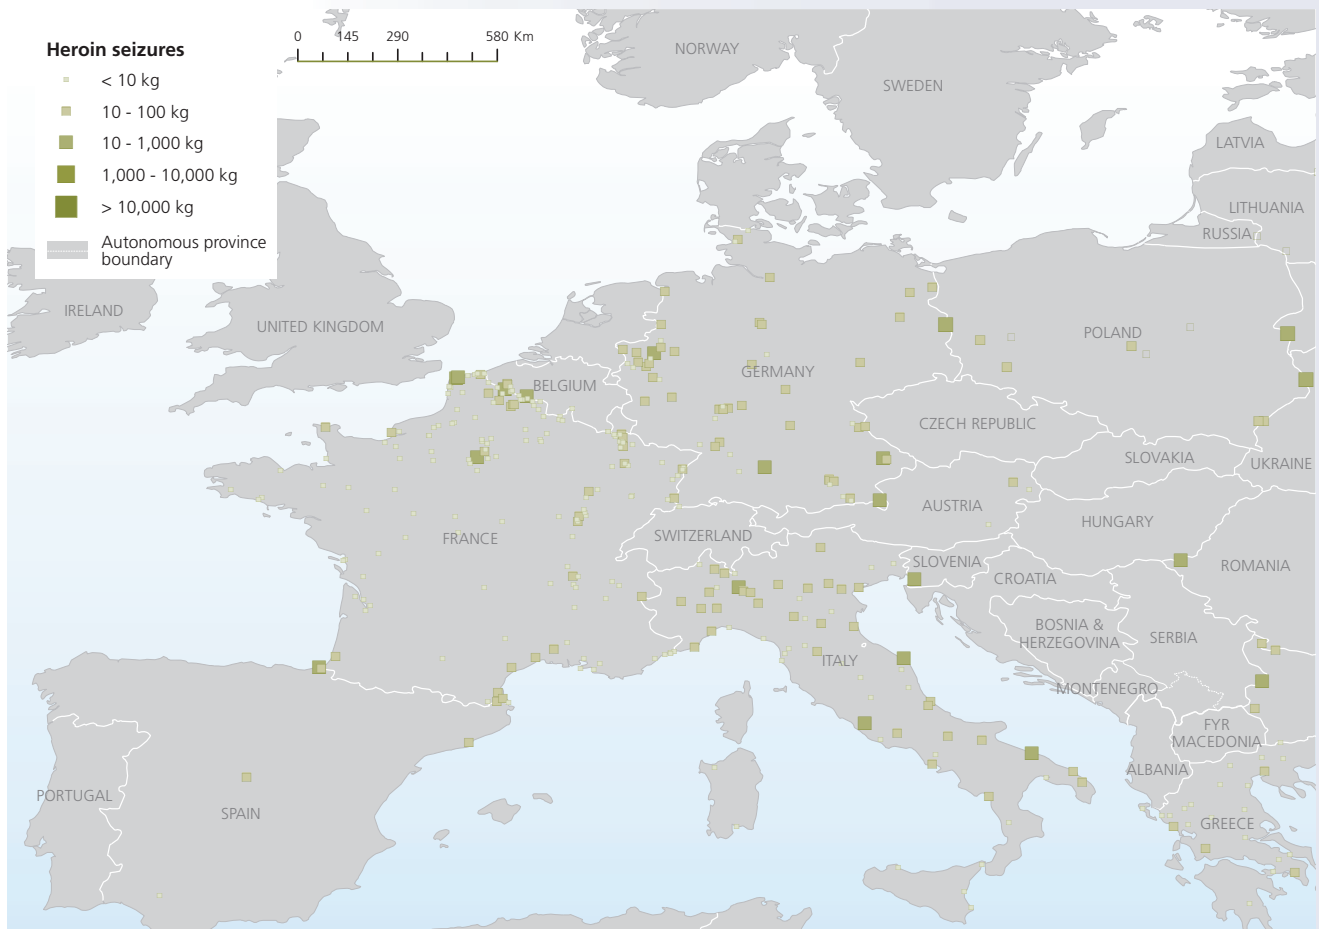 Heroin seizures
< 10 kg
10 - 100 kg
10 - 1,000 kg
1,000 - 10,000 kg
> 10,000 kg
Autonomous province
boundary
0 145 290 580 Km
NORWAY
SWEDEN
LATVIA
LITHUANIA
RUSSIA
IRELAND
UNITED KINGDOM
POLAND
BELGIUM
GERMANY
CZECH REPUBLIC
SLOVAKIA
UKRAINE
AUSTRIA
HUNGARY
FRANCE
SWITZERLAND
SLOVENIA
ROMANIA
CROATIA
BOSNIA &
HERZEGOVINA
SERBIA
ITALY
MONTENEGRO
FYR
MACEDONIA
ALBANIA
PORTUGAL
SPAIN
GREECE